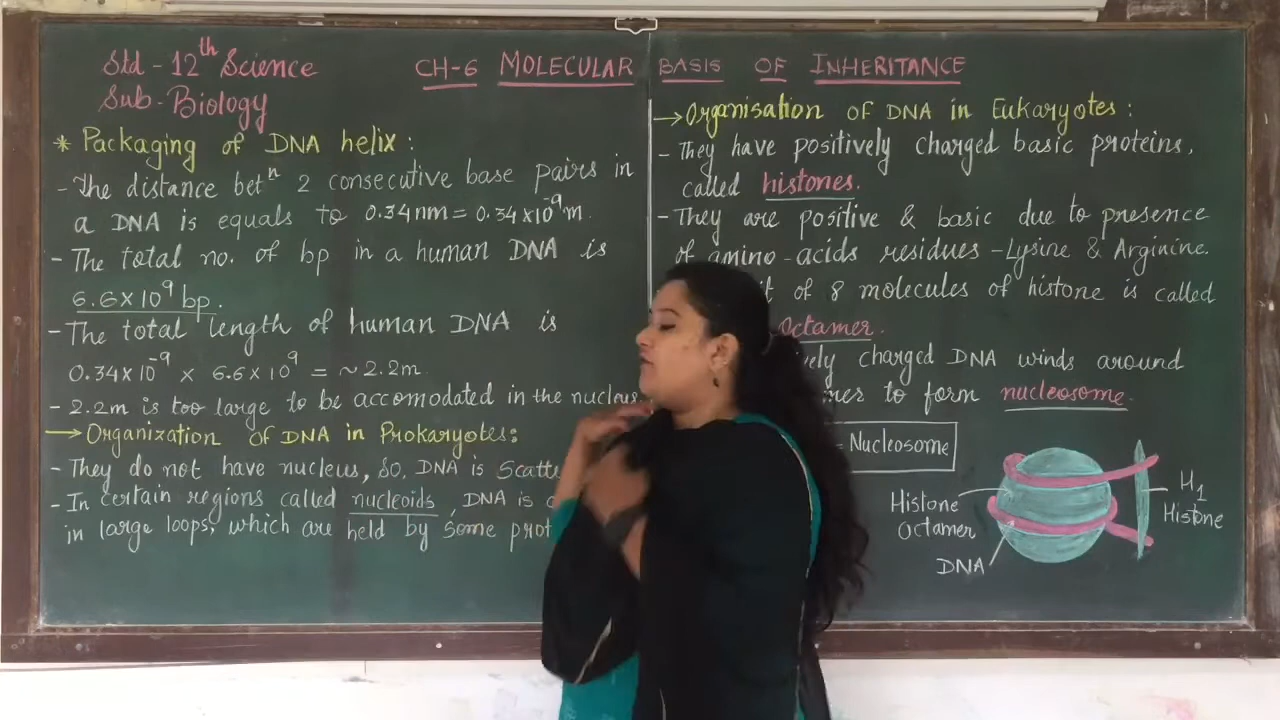 Std - 12th Science
Sub - Biology
CH-6 MOLECULAR BASIS OF INHERITANCE
* Packaging of DNA helix :
- The distance betn 2 consecutive base pairs in
a DNA is equals to 0.34nm = 0.34×10⁻⁹m.
- The total no. of bp in a human DNA is
6.6×10⁹ bp.
- The total length of human DNA is
0.34×10⁻⁹ × 6.6×10⁹ = ~2.2m.
- 2.2m is too large to be accomodated in the nucleus.
→ Organization of DNA in Prokaryotes:
- They do not have nucleus, So, DNA is
- In certain regions called nucleoids, DNA is
in large loops, which are held by some
→ Organisation of DNA in Eukaryotes :
- They have positively charged basic proteins,
called histones.
- They are positive & basic due to presence
of amino-acids residues - Lysine & Arginine.
of 8 molecules of histone is called
Octamer.
charged DNA winds around
to form nucleosome.
- Nucleosome
Histone
Octamer
DNA
H1
Histone